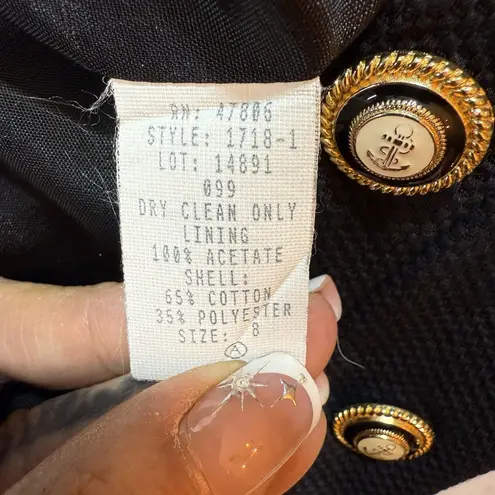 RN: 47806
STYLE: 1718-1
LOT: 14891
099
DRY CLEAN ONLY
LINING
100% ACETATE
SHELL:
65% COTTON
35% POLYESTER
SIZE: 8
A